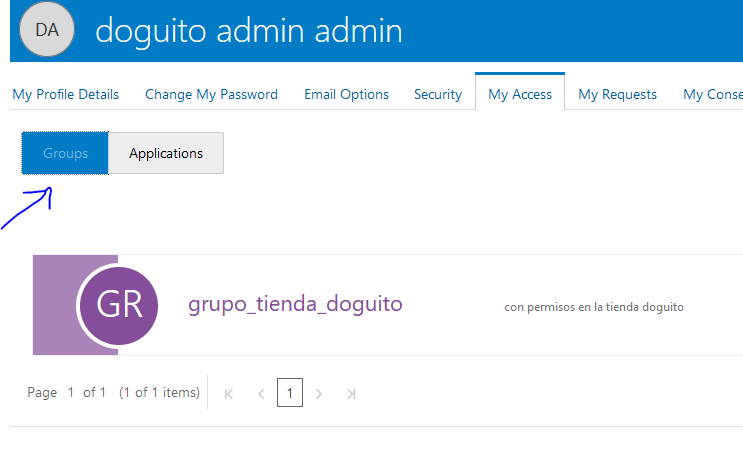 DA doguito admin admin
My Profile Details Change My Password Email Options Security My Access My Requests My Conse
Groups Applications
GR grupo_tienda_doguito con permisos en la tienda doguito
Page 1 of 1 (1 of 1 items) 1